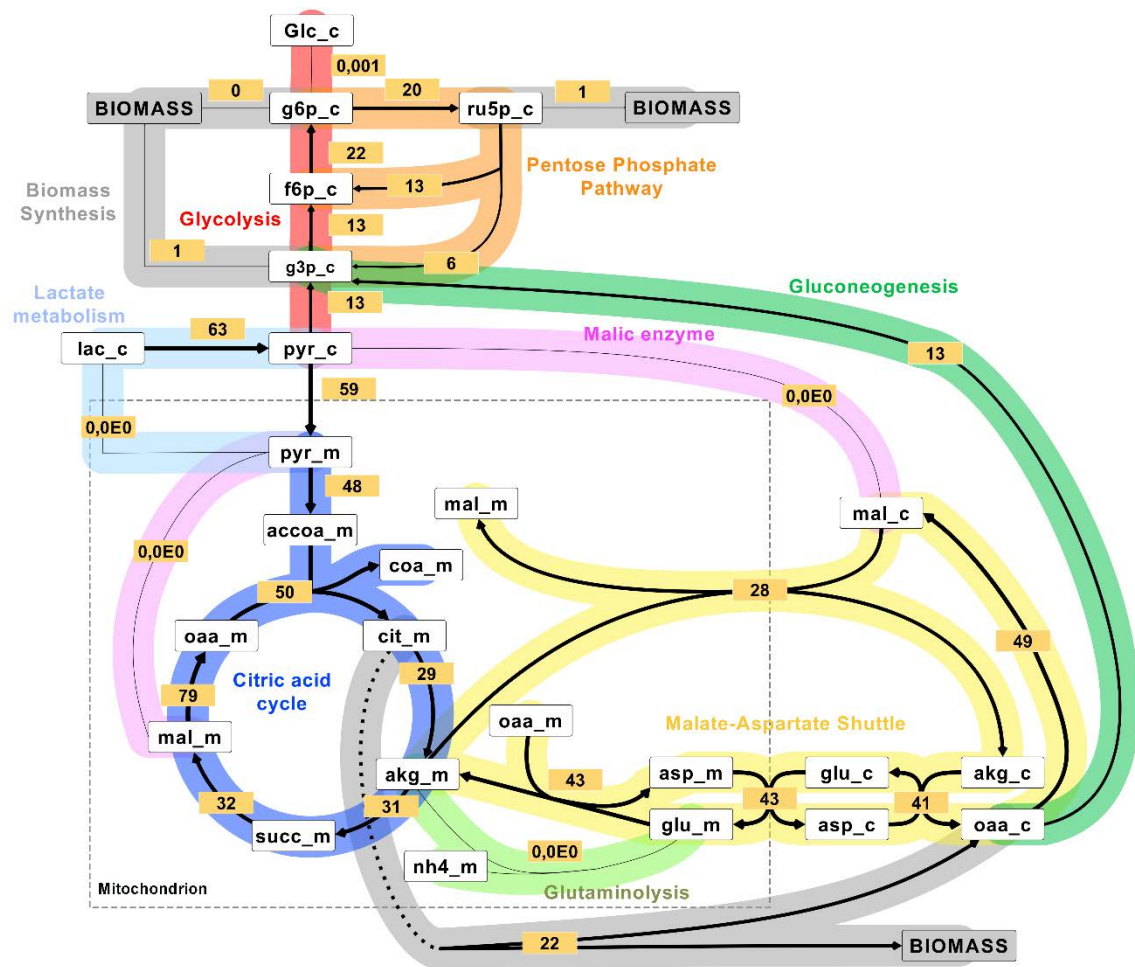 Glc_c
0,001
0
20
1
BIOMASS
g6p_c
ru5p_c
BIOMASS
22
Pentose Phosphate
Pathway
Biomass
Synthesis
f6p_c
13
Glycolysis
13
1
g3p_c
6
Gluconeogenesis
Lactate
metabolism
13
63
Malic enzyme
lac_c
pyr_c
13
59
0,0E0
0,0E0
pyr_m
48
mal_m
mal_c
accoa_m
0,0E0
coa_m
50
28
oaa_m
cit_m
49
29
Citric acid
cycle
79
oaa_m
Malate-Aspartate Shuttle
mal_m
akg_m
43
asp_m
glu_c
akg_c
32
31
43
41
succ_m
glu_m
asp_c
oaa_c
0,0E0
nh4_m
Mitochondrion
Glutaminolysis
22
BIOMASS